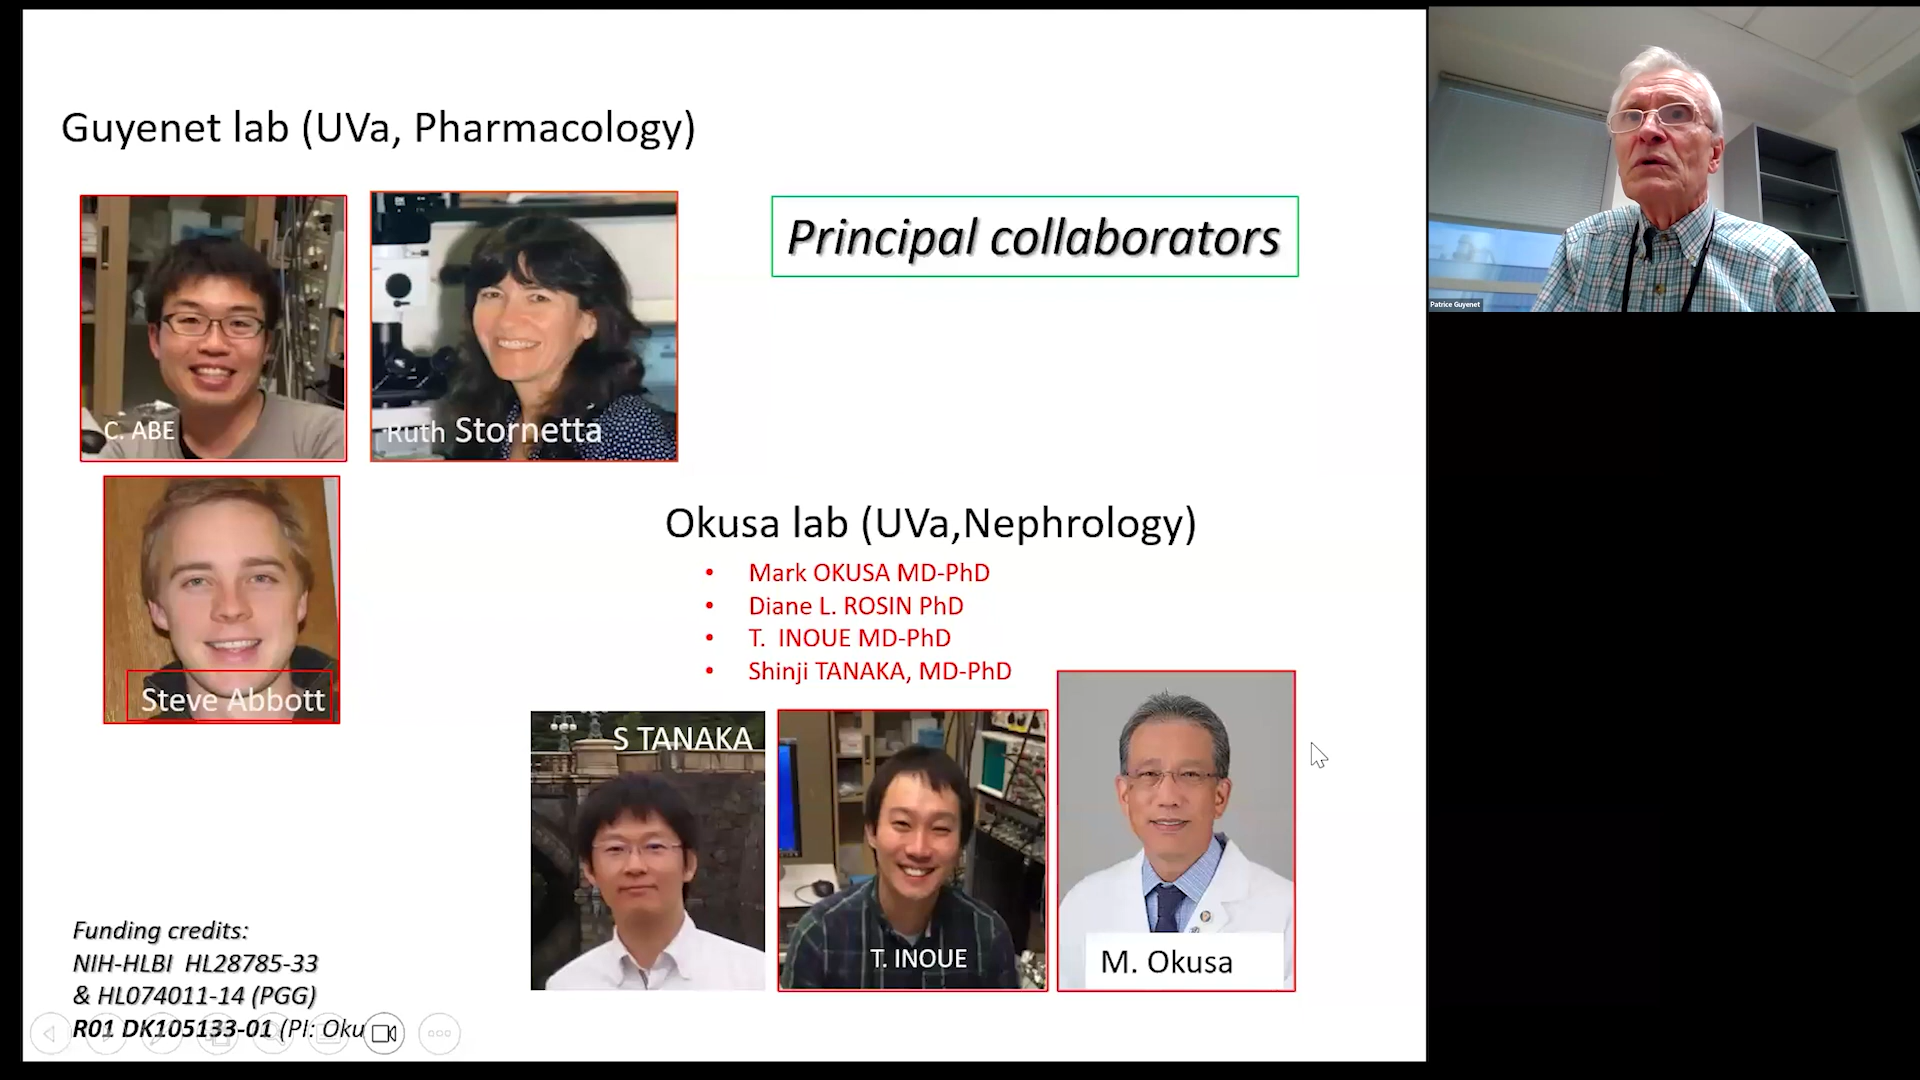 Guyenet lab (UVa, Pharmacology)
Principal collaborators
C. ABE
Ruth Stornetta
Steve Abbott
Okusa lab (UVa,Nephrology)
• Mark OKUSA MD-PhD
• Diane L. ROSIN PhD
• T. INOUE MD-PhD
• Shinji TANAKA, MD-PhD
S TANAKA
T. INOUE
M. Okusa
Funding credits:
NIH-HLBI HL28785-33
& HL074011-14 (PGG)
R01 DK105133-01 (PI: Oku
Patrice Guyenet